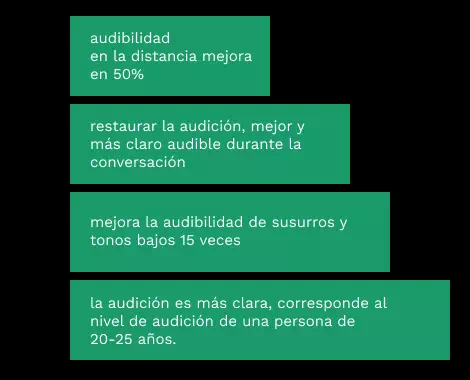 audibilidad
en la distancia mejora
en 50%
restaurar la audición, mejor y
más claro audible durante la
conversación
mejora la audibilidad de susurros y
tonos bajos 15 veces
la audición es más clara, corresponde al
nivel de audición de una persona de
20-25 años.